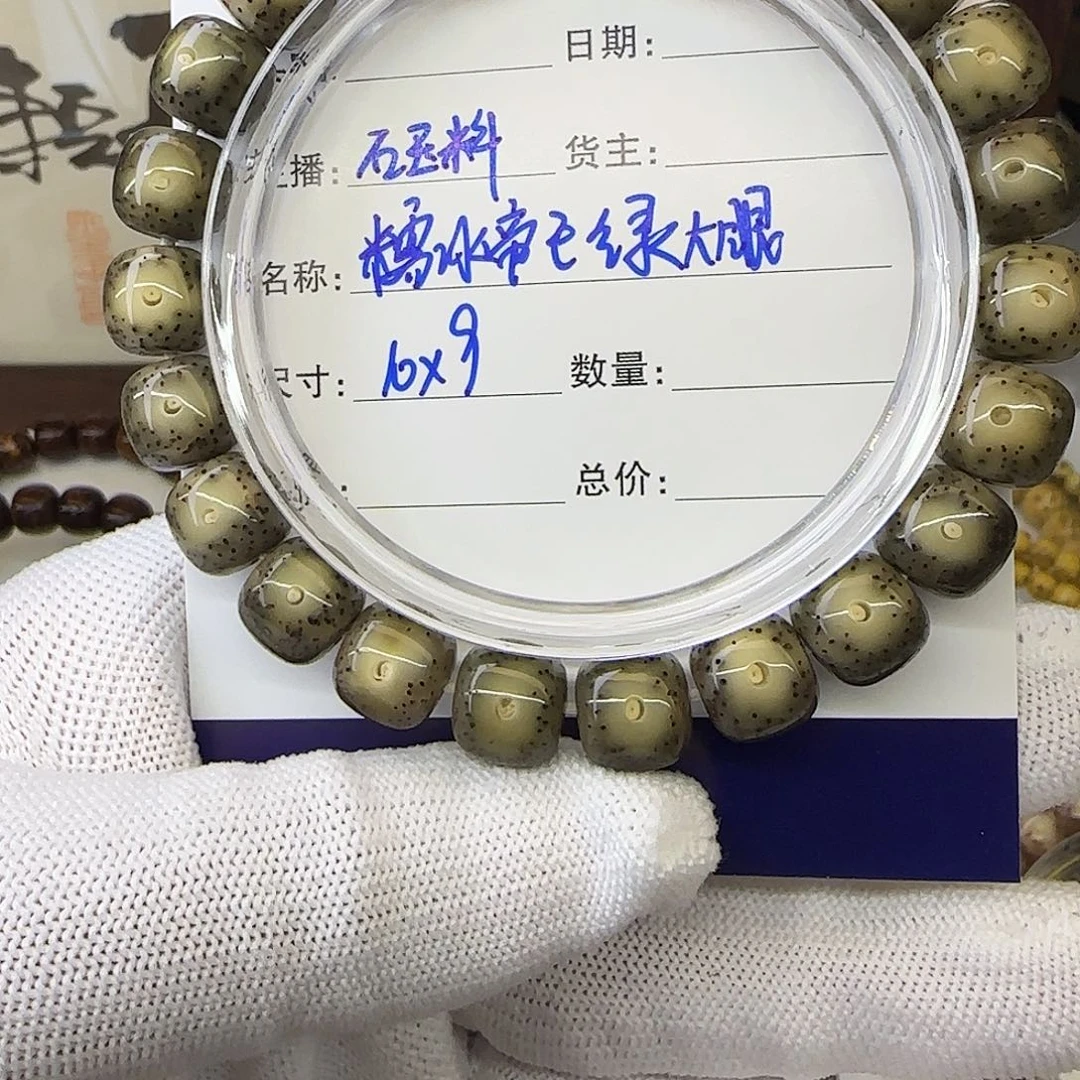 日期:
播: 石玉料 货主:
名称: 糯冰帝王绿大眼
尺寸: 10x9 数量:
总价: